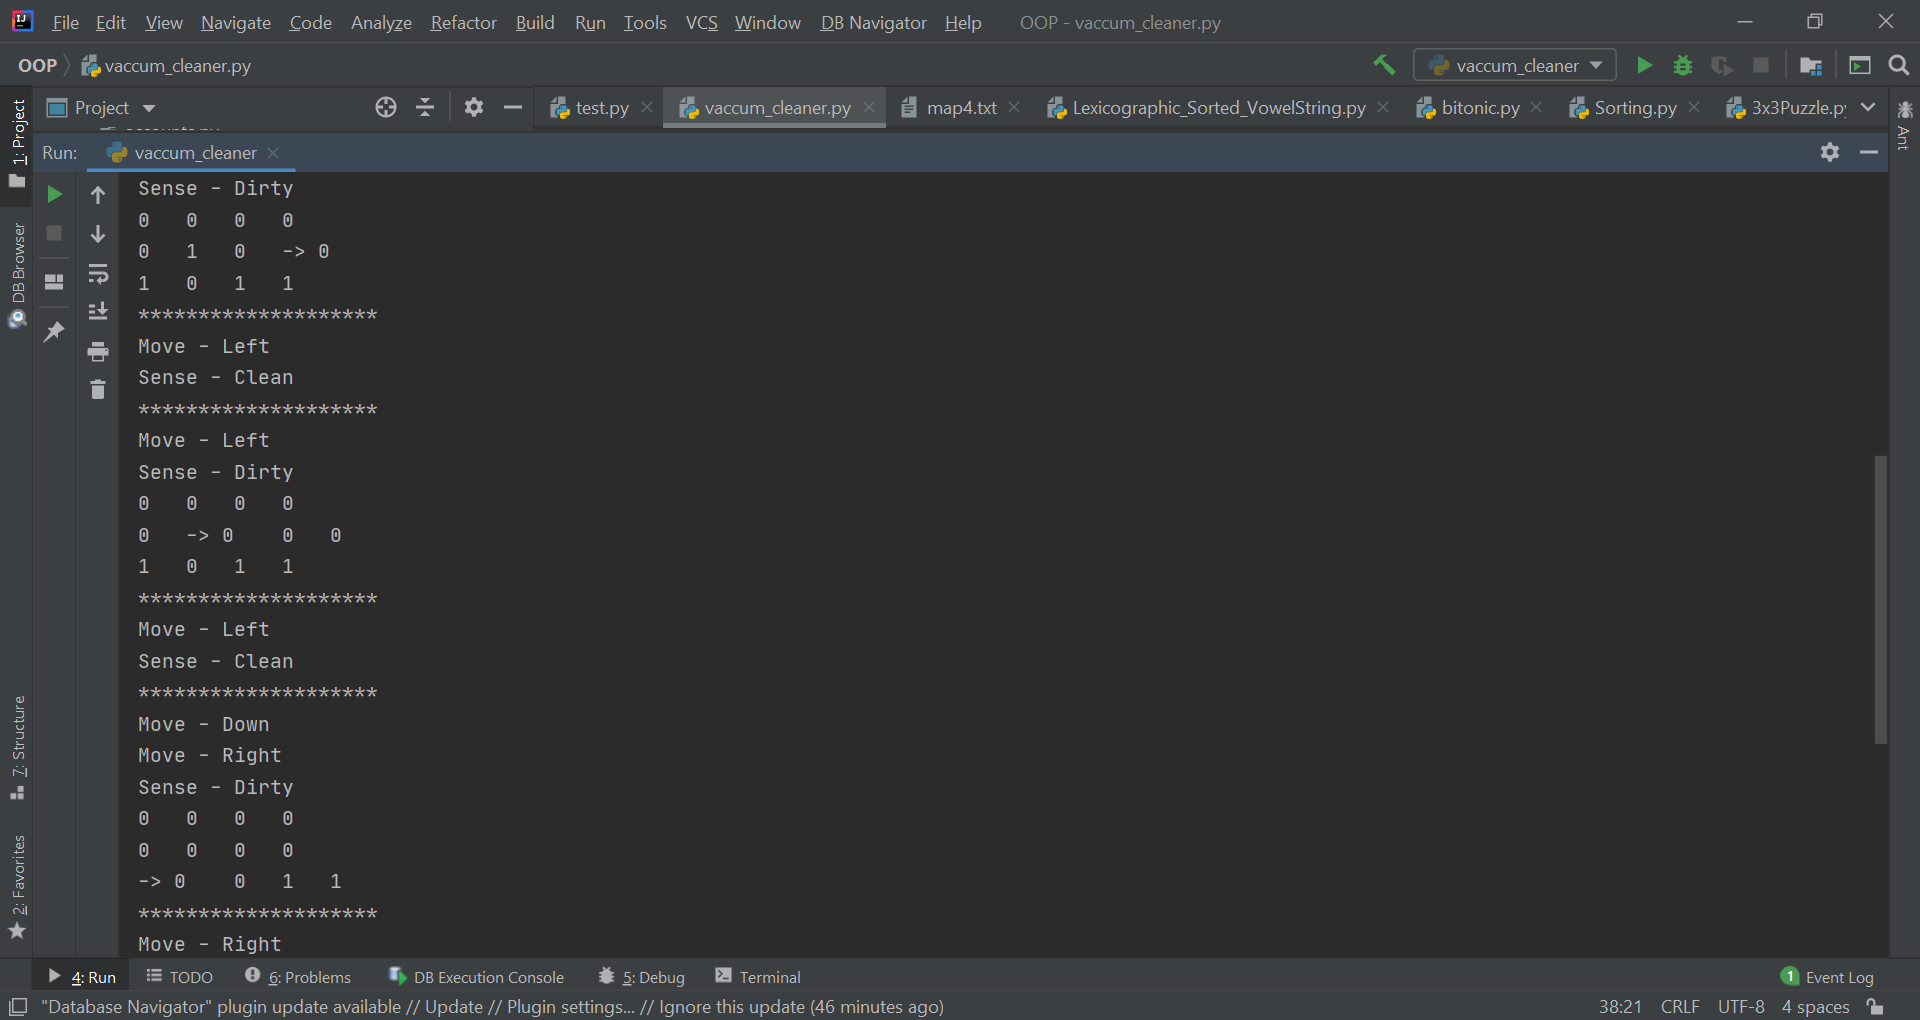 File Edit View Navigate Code Analyze Refactor Build Run Tools VCS Window DB Navigator Help OOP - vaccum_cleaner.py
OOP vaccum_cleaner.py vaccum_cleaner
1: Project
Project test.py vaccum_cleaner.py map4.txt Lexicographic_Sorted_VowelString.py bitonic.py Sorting.py 3x3Puzzle.py
Ant
Run: vaccum_cleaner
DB Browser
7: Structure
2: Favorites
Sense - Dirty
0 0 0 0
0 1 0 -> 0
1 0 1 1
********************
Move - Left
Sense - Clean
********************
Move - Left
Sense - Dirty
0 0 0 0
0 -> 0 0 0
1 0 1 1
********************
Move - Left
Sense - Clean
********************
Move - Down
Move - Right
Sense - Dirty
0 0 0 0
0 0 0 0
-> 0 0 1 1
********************
Move - Right
4: Run TODO 6: Problems DB Execution Console 5: Debug Terminal 1 Event Log
"Database Navigator" plugin update available // Update // Plugin settings... // Ignore this update (46 minutes ago) 38:21 CRLF UTF-8 4 spaces